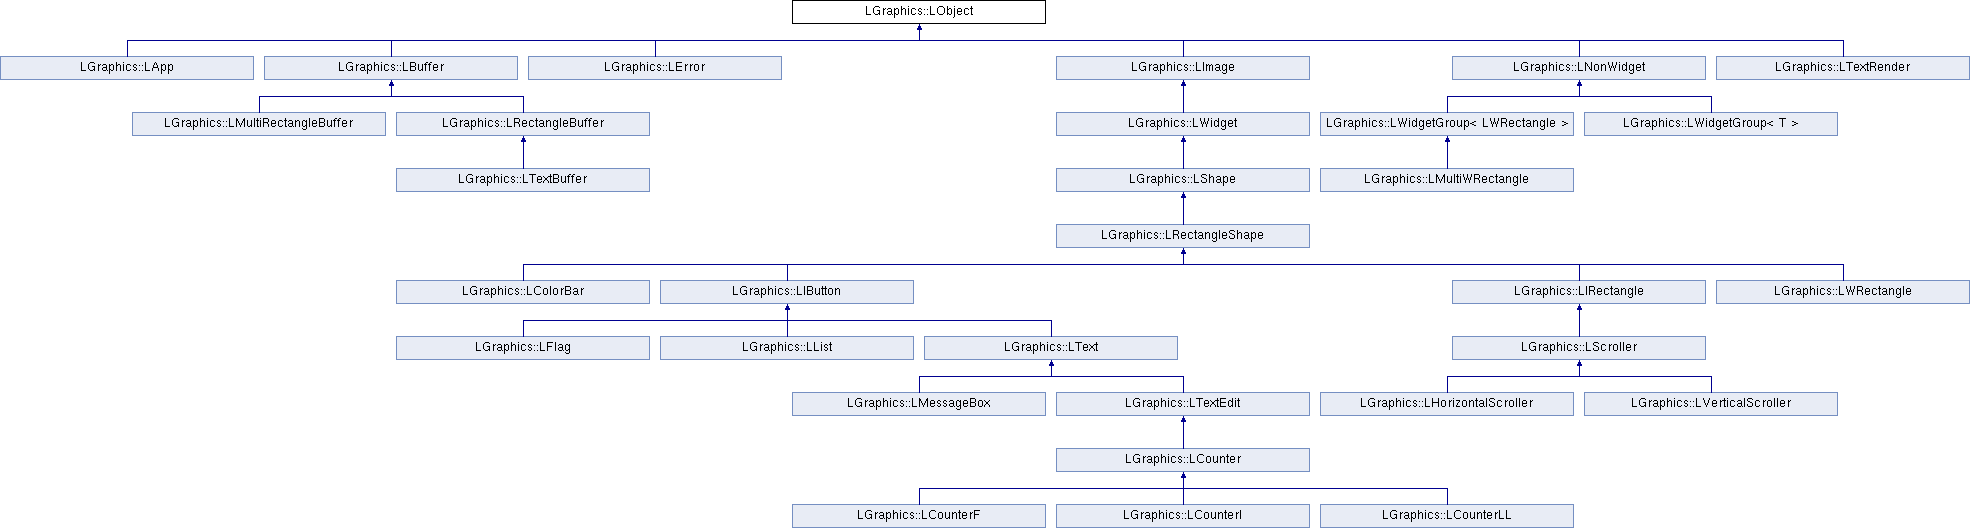 LGraphics::LObject
LGraphics::LApp
LGraphics::LBuffer
LGraphics::LError
LGraphics::LImage
LGraphics::LNonWidget
LGraphics::LTextRender
LGraphics::LMultiRectangleBuffer
LGraphics::LRectangleBuffer
LGraphics::LWidget
LGraphics::LWidgetGroup< LWRectangle >
LGraphics::LWidgetGroup< T >
LGraphics::LTextBuffer
LGraphics::LShape
LGraphics::LMultiWRectangle
LGraphics::LRectangleShape
LGraphics::LColorBar
LGraphics::LIButton
LGraphics::LIRectangle
LGraphics::LWRectangle
LGraphics::LFlag
LGraphics::LList
LGraphics::LText
LGraphics::LScroller
LGraphics::LMessageBox
LGraphics::LTextEdit
LGraphics::LHorizontalScroller
LGraphics::LVerticalScroller
LGraphics::LCounter
LGraphics::LCounterF
LGraphics::LCounterI
LGraphics::LCounterLL